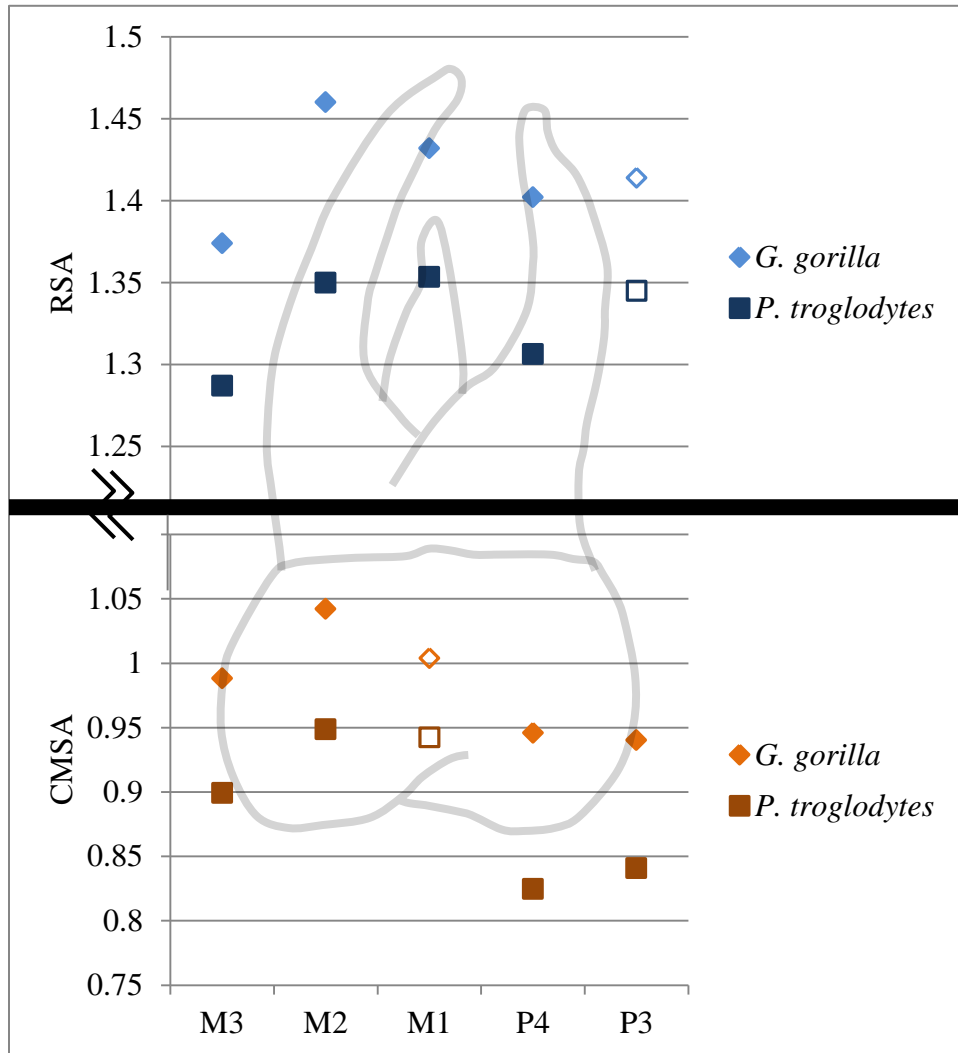 1.5
1.45
1.4
1.35
1.3
1.25
RSA
G. gorilla
P. troglodytes
1.05
1
0.95
0.9
0.85
0.8
0.75
CMSA
G. gorilla
P. troglodytes
M3 M2 M1 P4 P3